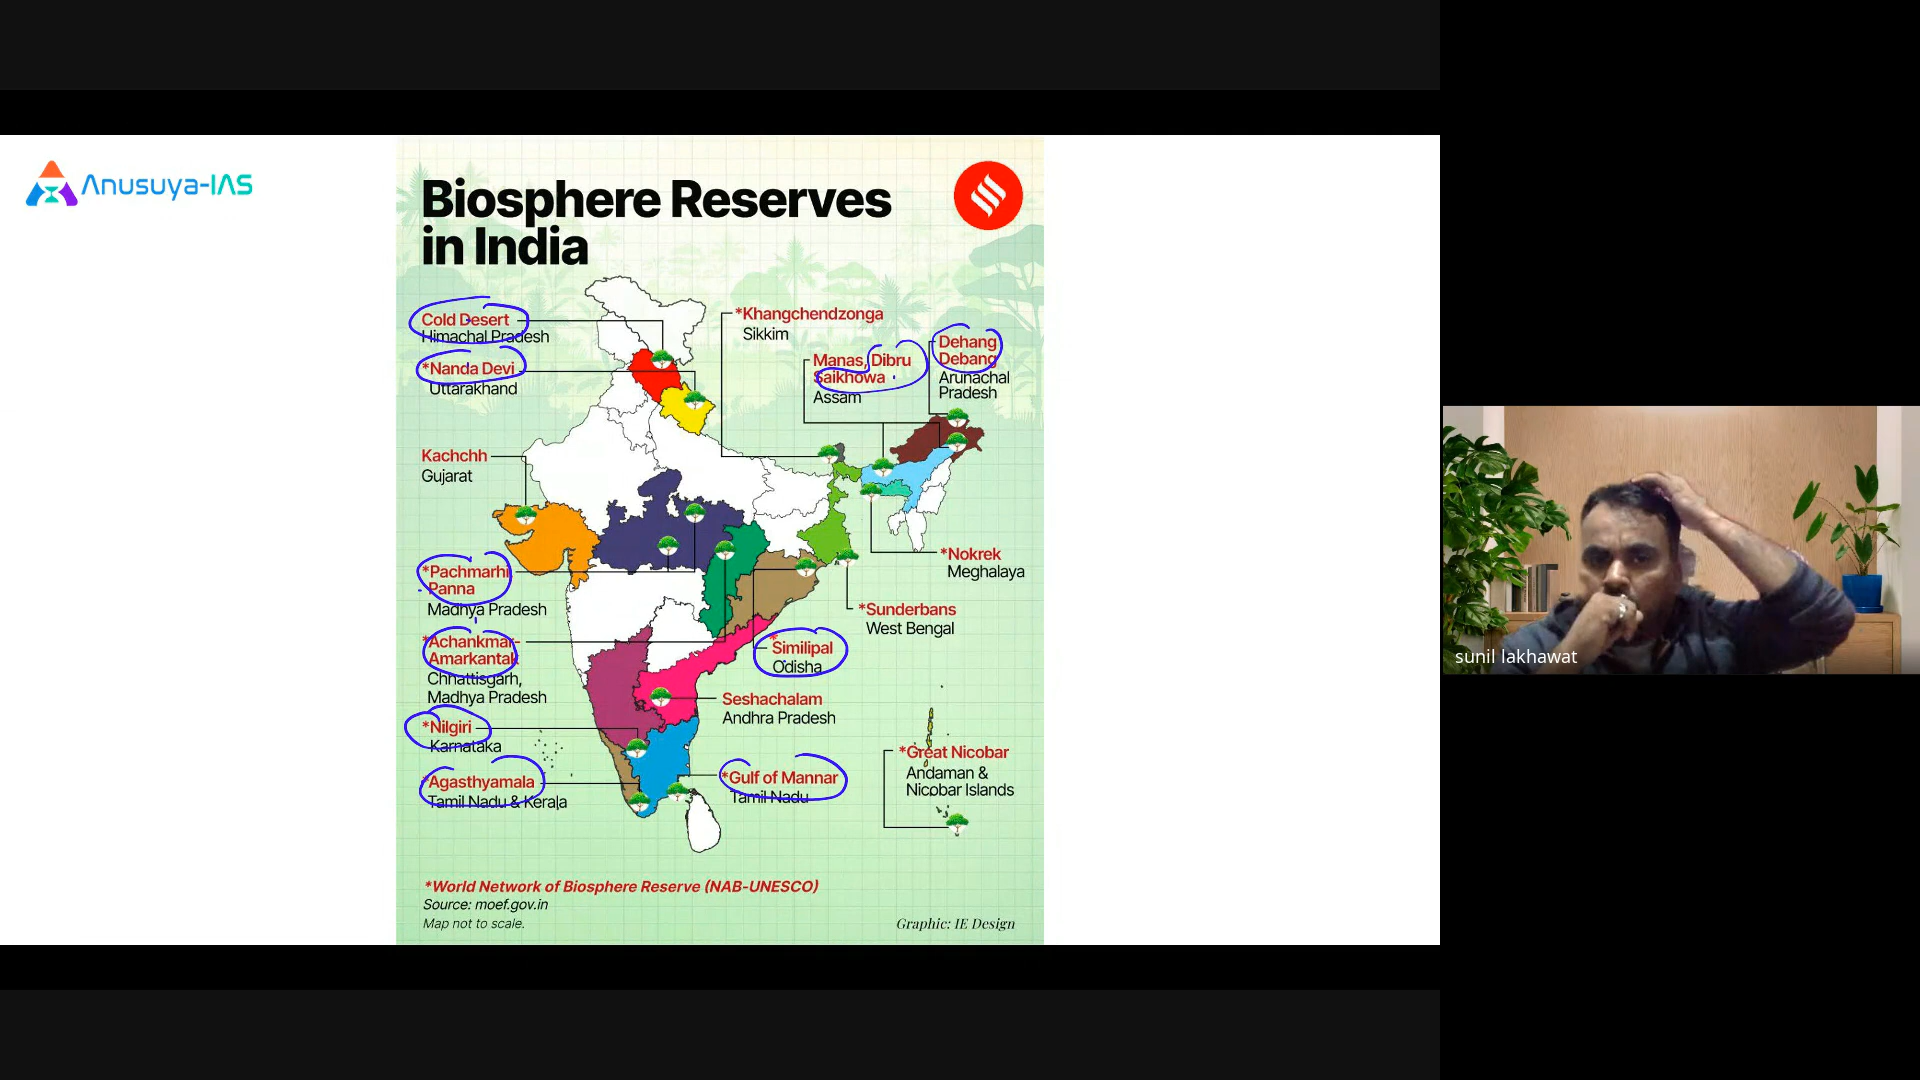 Anusuya-IAS
Biosphere Reserves
in India
Cold Desert
Himachal Pradesh
*Nanda Devi
Uttarakhand
*Khangchendzonga
Sikkim
Manas, Dibru
Saikhowa
Assam
Dehang
Debang
Arunachal
Pradesh
Kachchh
Gujarat
*Nokrek
Meghalaya
*Pachmarhi
Panna
Madhya Pradesh
*Sunderbans
West Bengal
*Achankmar-
Amarkantak
Chhattisgarh,
Madhya Pradesh
*Similipal
Odisha
Seshachalam
Andhra Pradesh
*Nilgiri
Karnataka
*Great Nicobar
Andaman &
Nicobar Islands
*Agasthyamala
Tamil Nadu & Kerala
*Gulf of Mannar
Tamil Nadu
*World Network of Biosphere Reserve (NAB-UNESCO)
Source: moef.gov.in
Map not to scale.
Graphic: IE Design
sunil lakhawat